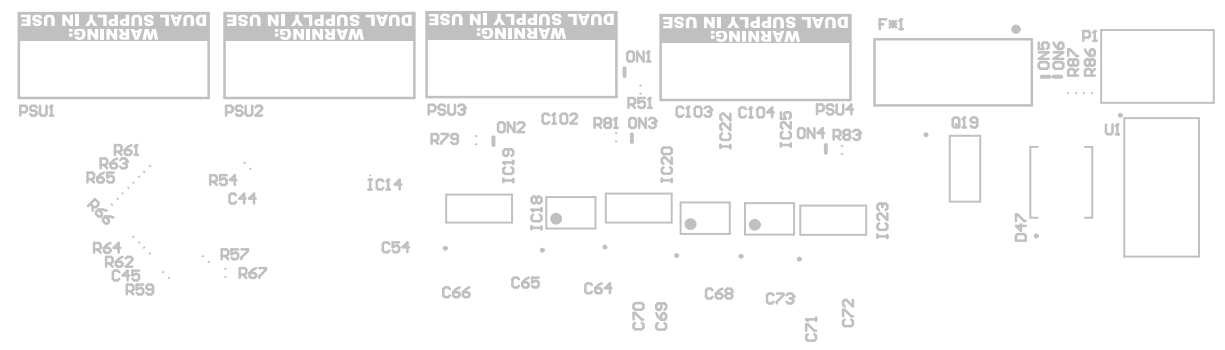 WARNING:
DUAL SUPPLY IN USE
WARNING:
DUAL SUPPLY IN USE
WARNING:
DUAL SUPPLY IN USE
WARNING:
DUAL SUPPLY IN USE
F*1
P1
ON1
ON5
ON6
R87
R86
PSU1
PSU2
PSU3
R51
C103
C104
PSU4
C102
R81
ON3
IC22
IC25
ON4
R83
Q19
U1
R79
ON2
R61
R63
R65
R54
C44
IC14
IC19
IC20
R66
IC18
IC23
D47
R64
R62
C45
R59
R57
R67
C54
C66
C65
C64
C68
C73
C70
C69
C71
C72